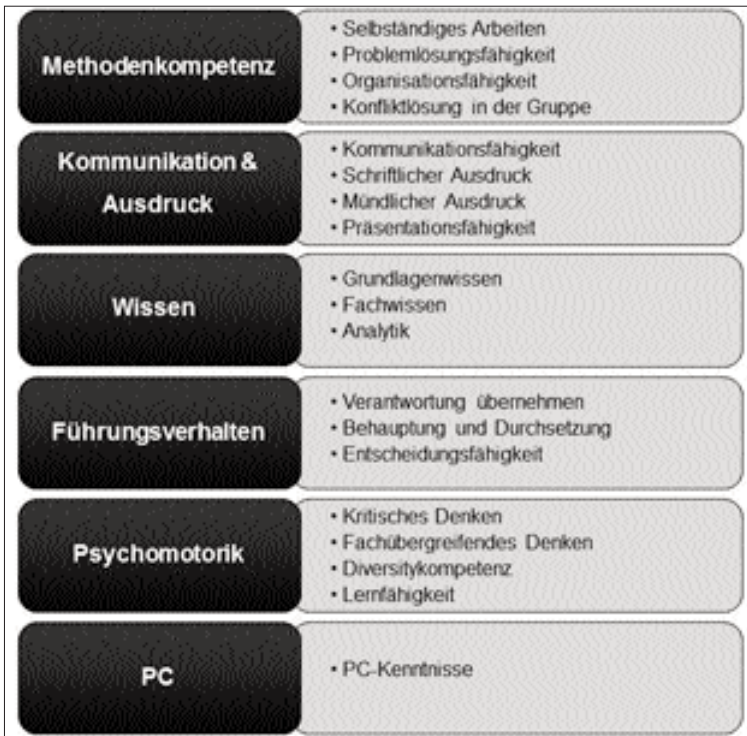 Methodenkompetenz
• Selbständiges Arbeiten
• Problemlösungsfähigkeit
• Organisationsfähigkeit
• Konfliktlösung in der Gruppe
Kommunikation &
Ausdruck
• Kommunikationsfähigkeit
• Schriftlicher Ausdruck
• Mündlicher Ausdruck
• Präsentationsfähigkeit
Wissen
• Grundlagenwissen
• Fachwissen
• Analytik
Führungsverhalten
• Verantwortung übernehmen
• Behauptung und Durchsetzung
• Entscheidungsfähigkeit
Psychomotorik
• Kritisches Denken
• Fachübergreifendes Denken
• Diversitykompetenz
• Lernfähigkeit
PC
• PC-Kenntnisse